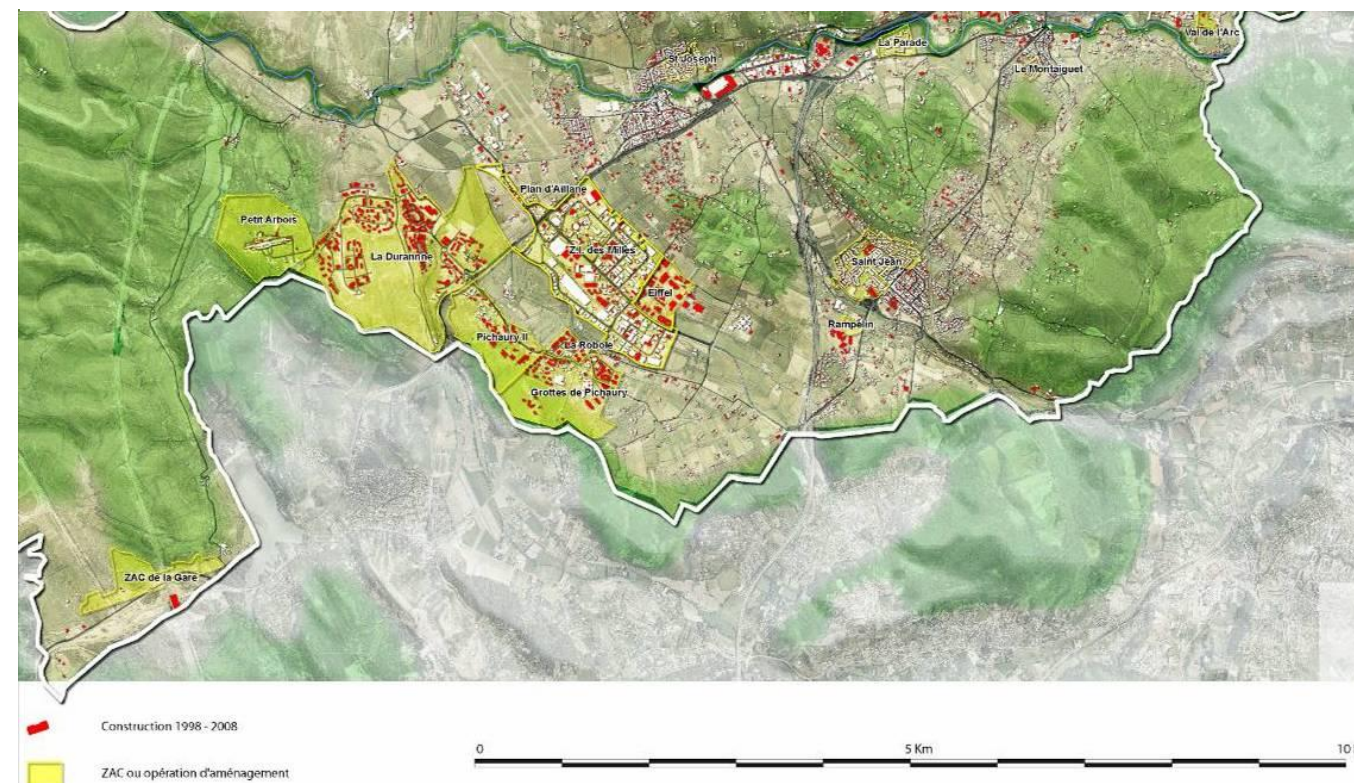 Val de l'Arc
La Parade
St Joseph
Le Montaiguet
Plan d'Aillane
Petit Arbois
Z.I. des Milles
La Duranne
Saint Jean
Eiffel
Rampelin
Pichaury II
La Robole
Grottes de Pichaury
ZAC de la Gare
Construction 1998 - 2008
0
5 Km
10
ZAC ou opération d'aménagement